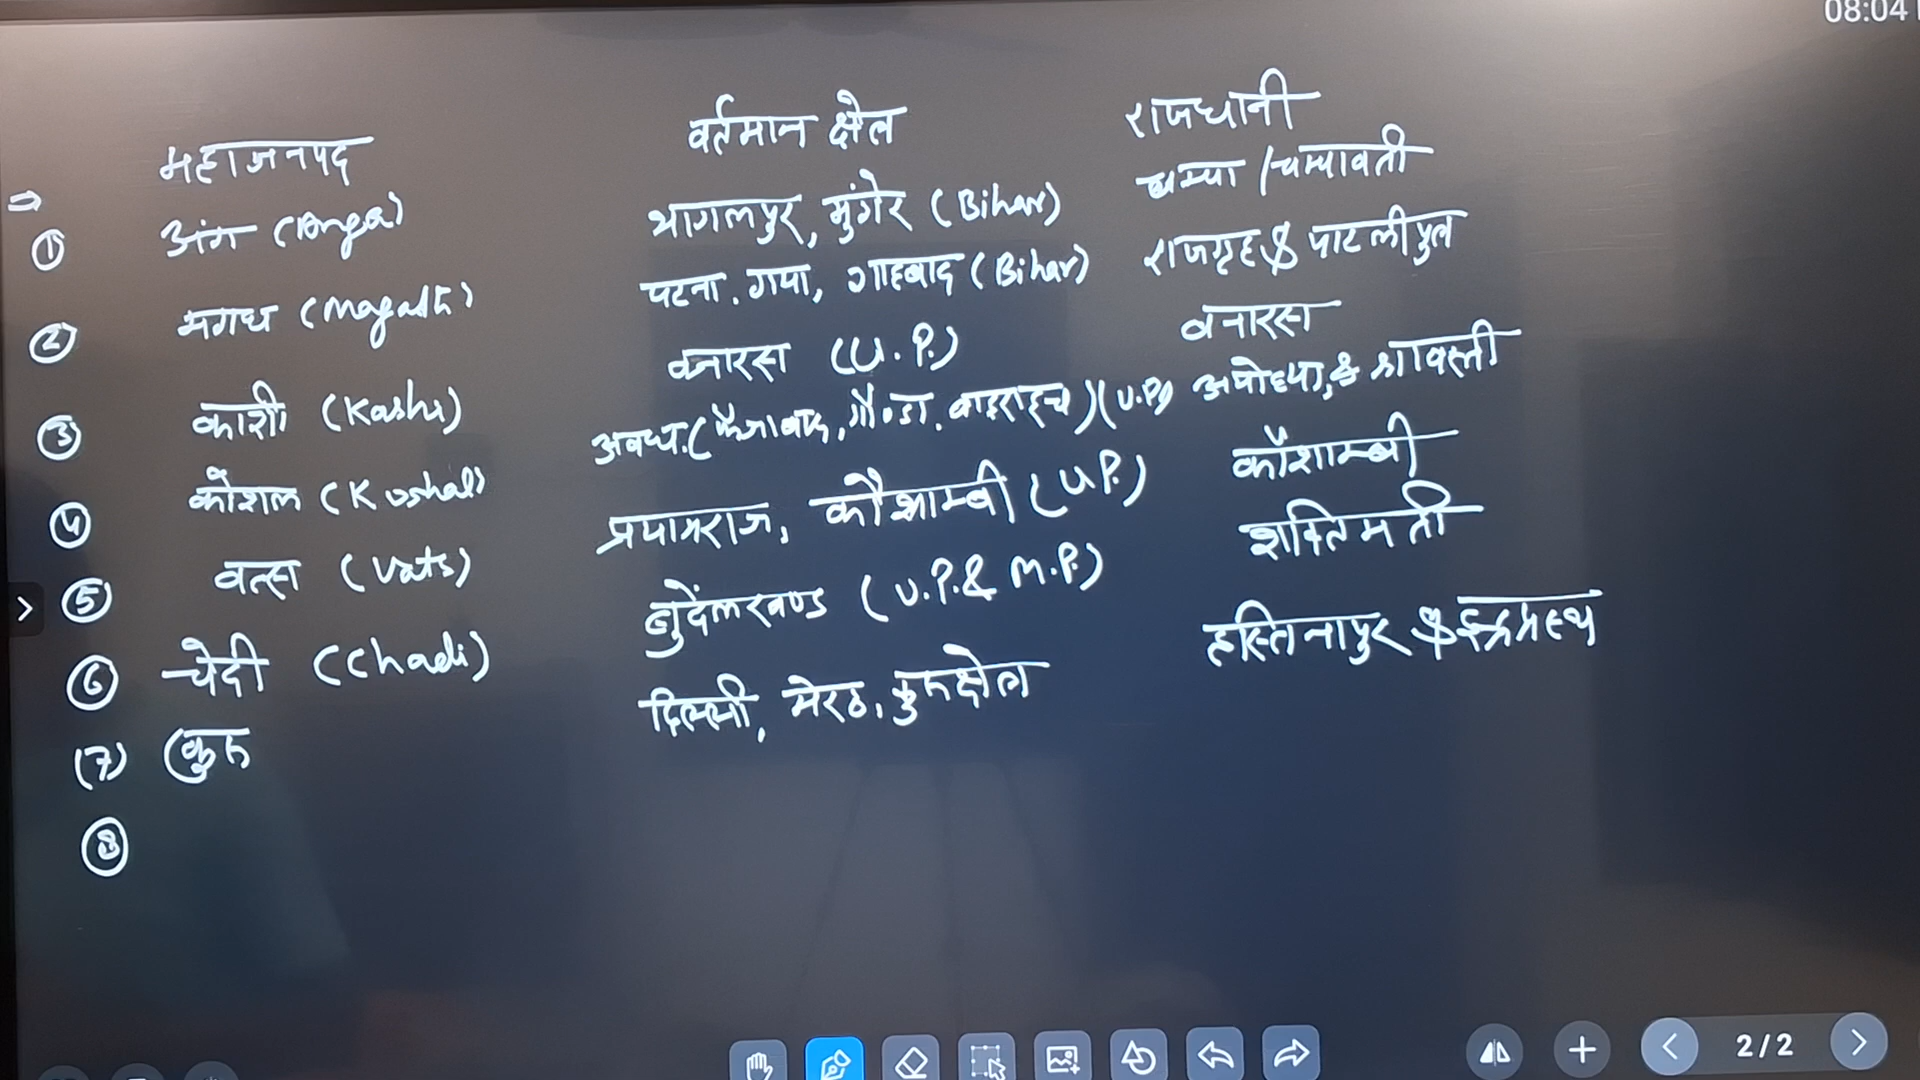 08:04
महाजनपद वर्तमान क्षेत्र राजधानी
① अंग (Anga) भागलपुर, मुंगेर (Bihar) चम्पा / चम्पावती
② मगध (Magadh) पटना, गया, शाहबाद (Bihar) राजगृह & पाटलीपुत्र
③ काशी (Kashi) बनारस (U.P.) बनारस
④ कोशल (Koshal) अवध (फैजाबाद, गौण्डा, बाहराइच) (U.P) अयोध्या, & श्रावस्ती
⑤ वत्स (Vats) प्रयागराज, कौशाम्बी (U.P.) कौशाम्बी
⑥ चेदी (Chadi) बुंदेलखण्ड (U.P. & M.P.) शक्तिमती
(7) कुरु दिल्ली, मेरठ, कुरुक्षेत्र हस्तिनापुर & इन्द्रप्रस्थ
⑧
2/2